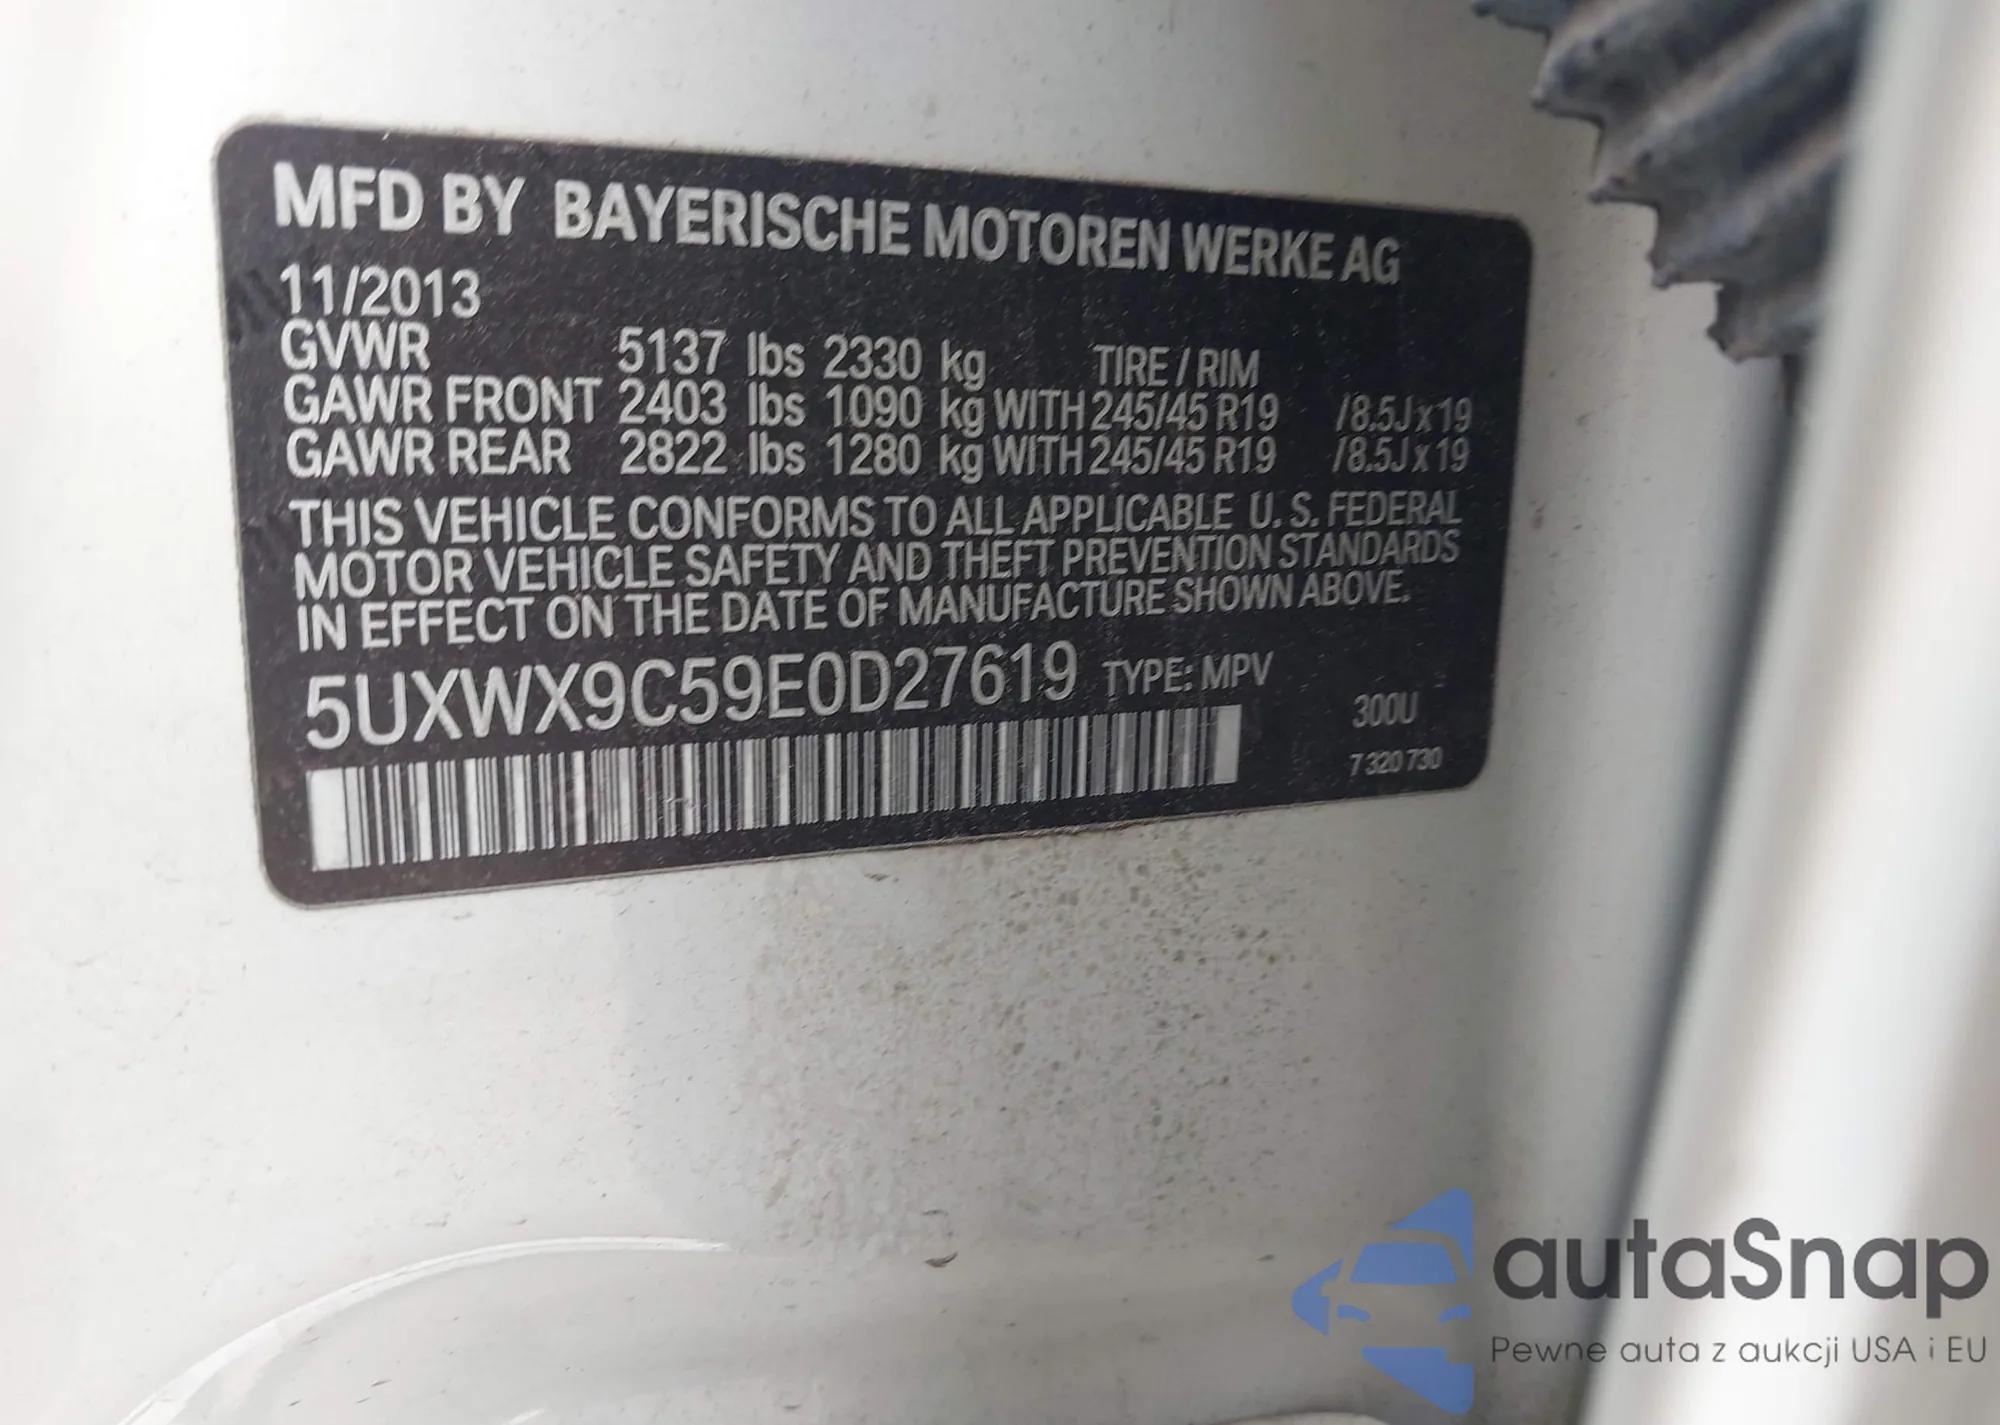 MFD BY BAYERISCHE MOTOREN WERKE AG
11/2013
GVWR 5137 lbs 2330 kg TIRE / RIM
GAWR FRONT 2403 lbs 1090 kg WITH 245/45 R19 /8.5J x 19
GAWR REAR 2822 lbs 1280 kg WITH 245/45 R19 /8.5J x 19
THIS VEHICLE CONFORMS TO ALL APPLICABLE U. S. FEDERAL
MOTOR VEHICLE SAFETY AND THEFT PREVENTION STANDARDS
IN EFFECT ON THE DATE OF MANUFACTURE SHOWN ABOVE.
5UXWX9C59E0D27619 TYPE: MPV
300U
7 320 730
autaSnap
Pewne auta z aukcji USA i EU